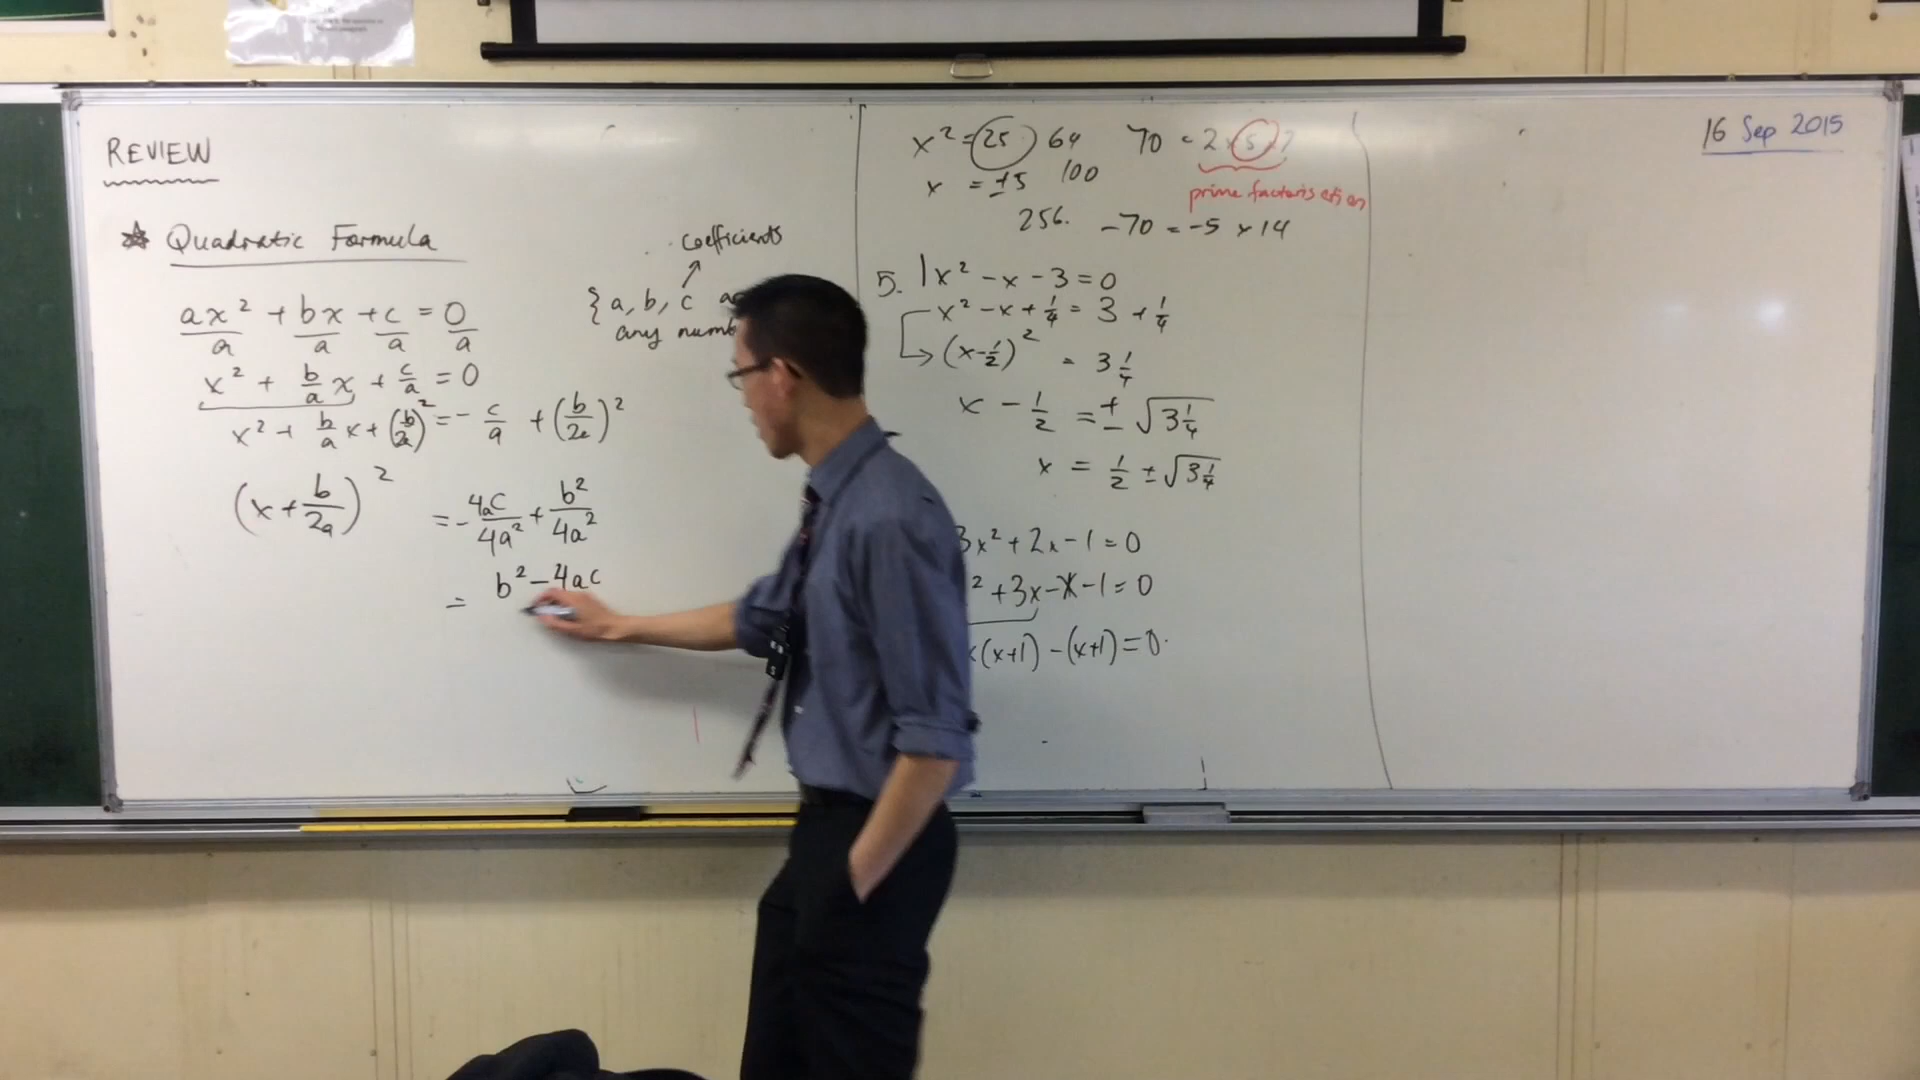 REVIEW
☆ Quadratic Formula
ax² + bx + c = 0
a a a a
x² + b/a x + c/a = 0
x² + b/a x + (b/2a)² = - c/a + (b/2a)²
(x + b/2a)² = - 4ac/4a² + b²/4a²
= b² - 4ac
coefficients
{ a, b, c
any
x² = 25 64
x = ±5 100
256.
70 = 2 × 5 × 7
prime factorisation
-70 = -5 × 14
5. 1x² - x - 3 = 0
x² - x + 1/4 = 3 + 1/4
(x - 1/2)² = 3 1/4
x - 1/2 = ± √3 1/4
x = 1/2 ± √3 1/4
3x² + 2x - 1 = 0
² + 3x - x - 1 = 0
x(x+1) - (x+1) = 0.
16 Sep 2015